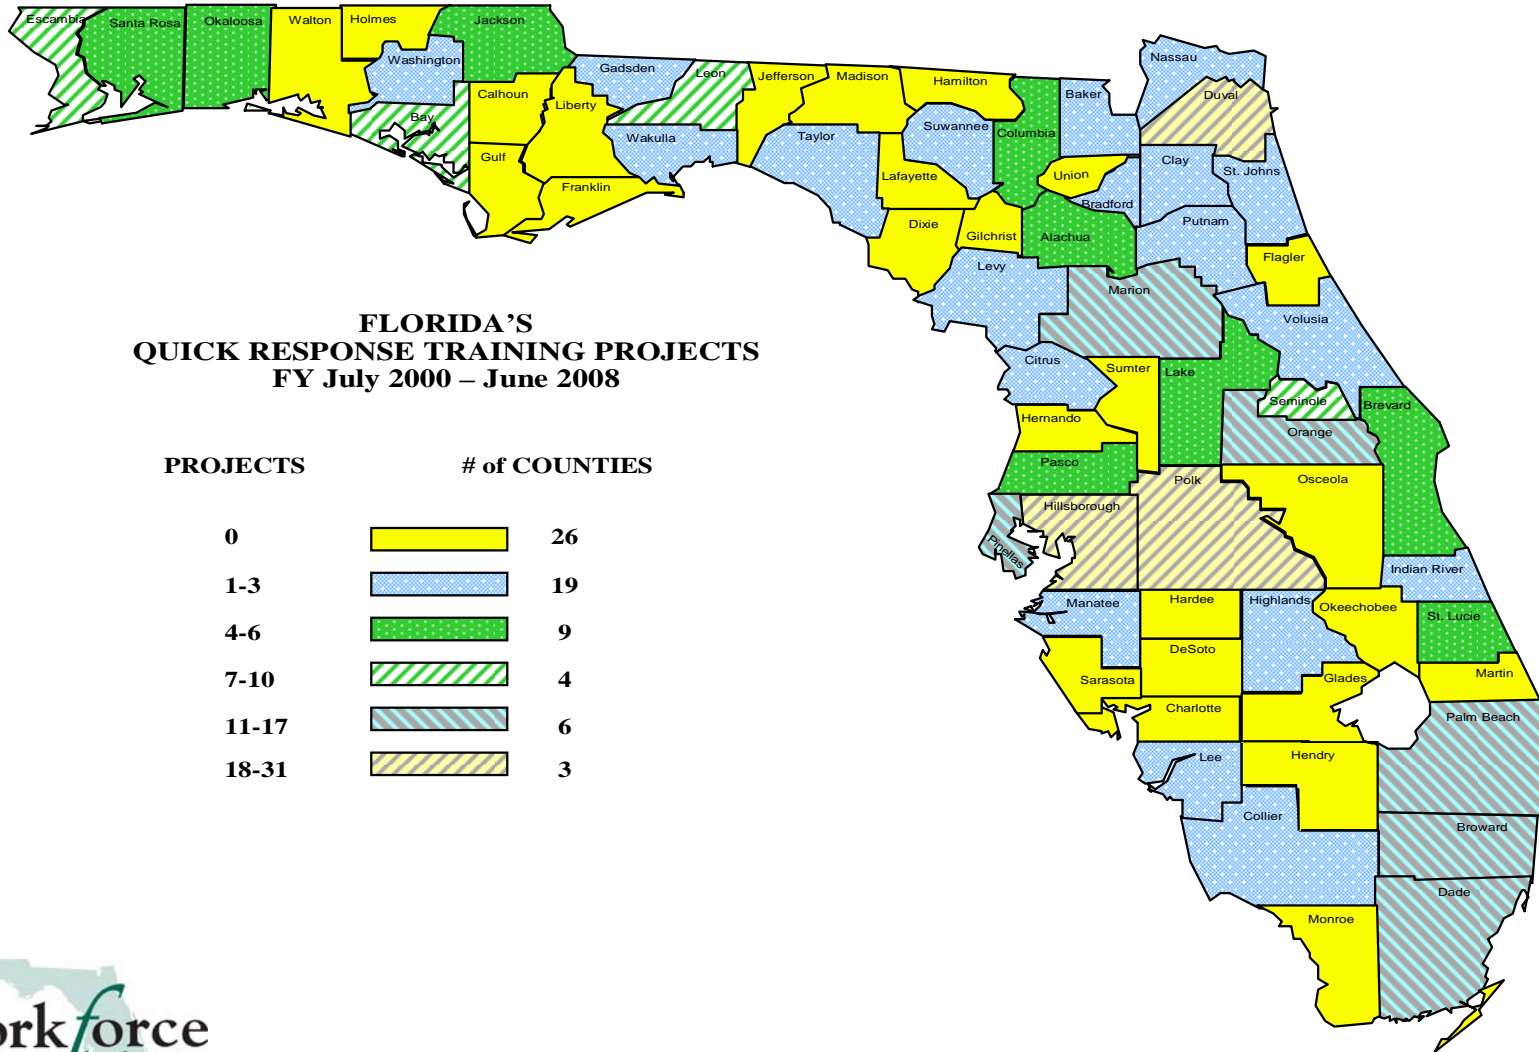 Escambia
Santa Rosa
Okaloosa
Walton
Holmes
Jackson
Washington
Bay
Calhoun
Gulf
Liberty
Franklin
Gadsden
Leon
Wakulla
Jefferson
Madison
Hamilton
Taylor
Suwannee
Lafayette
Columbia
Baker
Nassau
Duval
Union
Bradford
Clay
St. Johns
Putnam
Dixie
Gilchrist
Alachua
Levy
Marion
Flagler
Volusia
FLORIDA'S
QUICK RESPONSE TRAINING PROJECTS
FY July 2000 – June 2008
Citrus
Sumter
Lake
Seminole
Brevard
Orange
Hernando
Pasco
Polk
Osceola
Hillsborough
Pinellas
Indian River
Manatee
Hardee
Highlands
Okeechobee
St. Lucie
DeSoto
Sarasota
Glades
Martin
Charlotte
Palm Beach
Lee
Hendry
Collier
Broward
Dade
Monroe
PROJECTS # of COUNTIES
0 26
1-3 19
4-6 9
7-10 4
11-17 6
18-31 3
orkforce